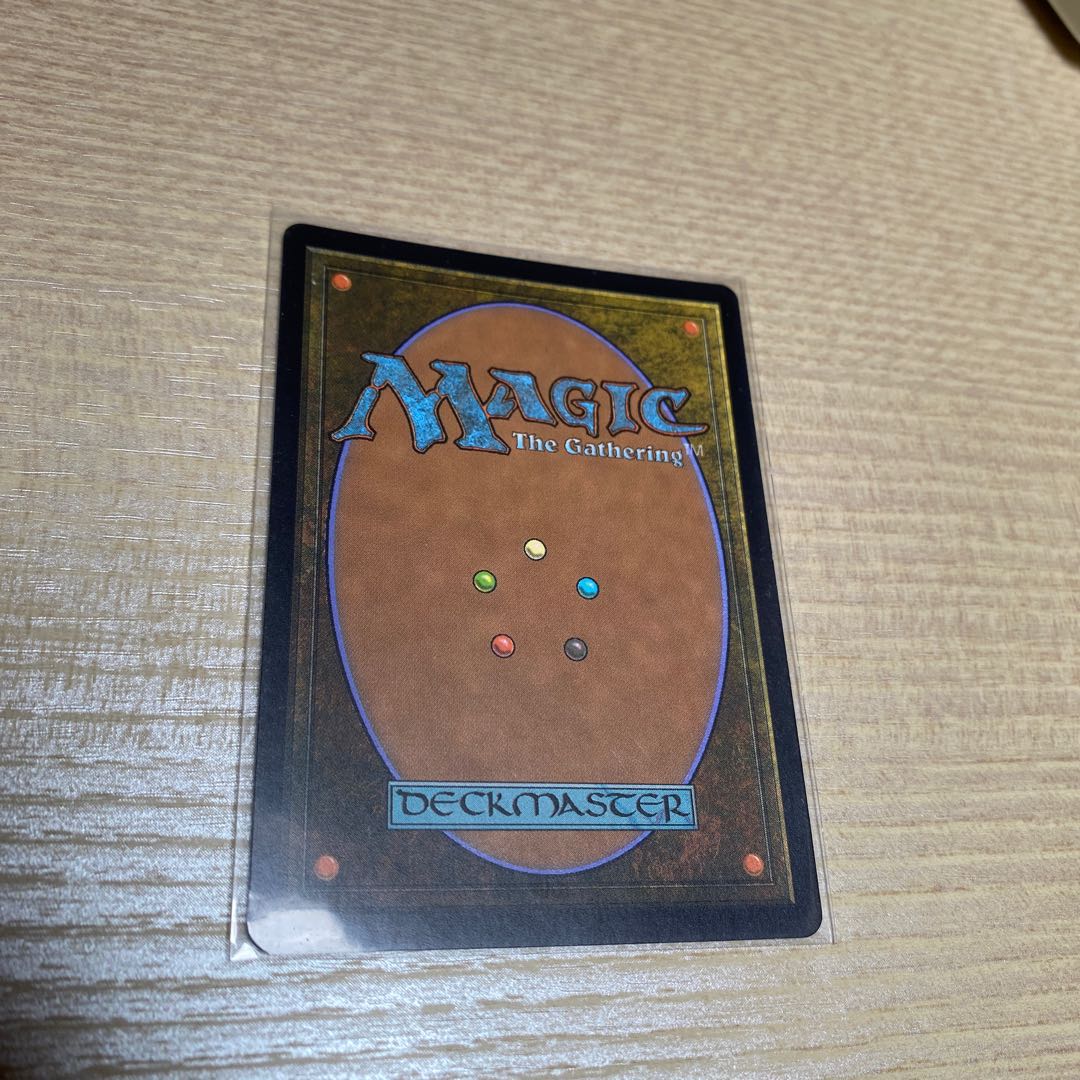 MAGIC
The Gathering™
DECKMASTER